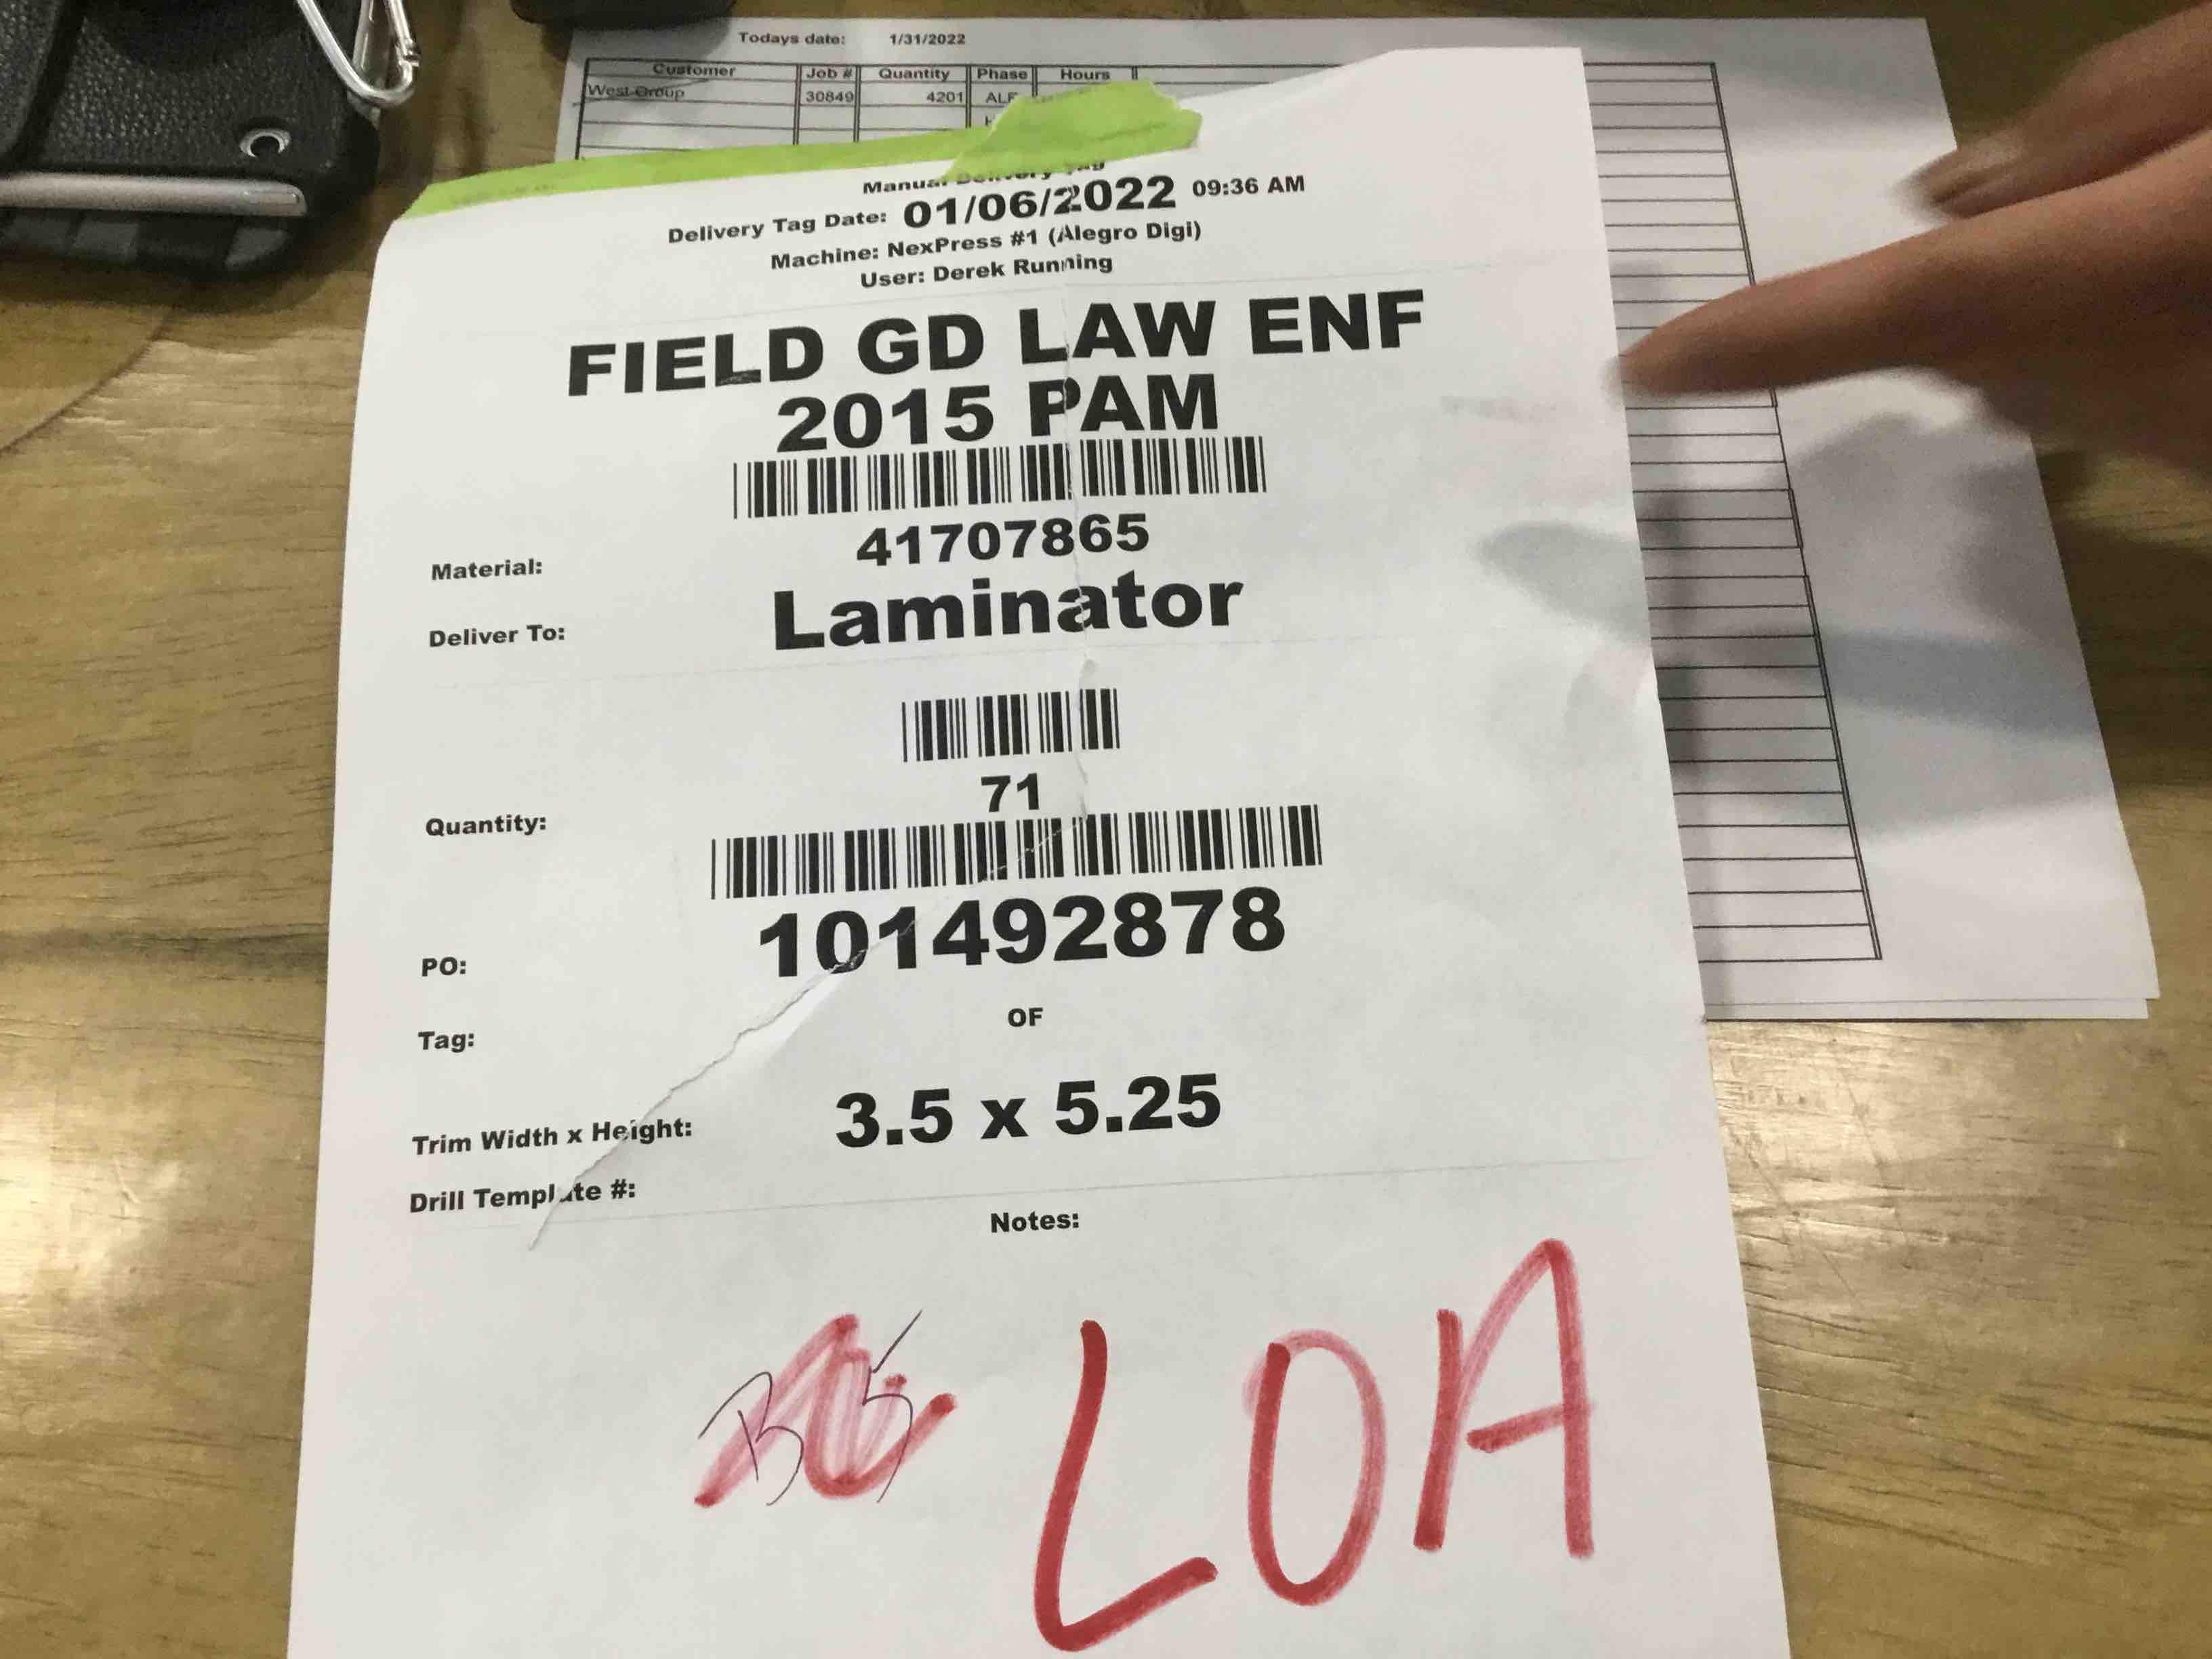 Todays date: 1/31/2022
Customer Job # Quantity Phase Hours
West Group 30849 4201
Manual Delivery Tag
Delivery Tag Date: 01/06/2022 09:36 AM
Machine: NexPress #1 (Alegro Digi)
User: Derek Running
FIELD GD LAW ENF
2015 PAM
Material: 41707865
Deliver To: Laminator
Quantity: 71
PO: 101492878
Tag: OF
Trim Width x Height: 3.5 x 5.25
Drill Template #:
Notes:
LOA